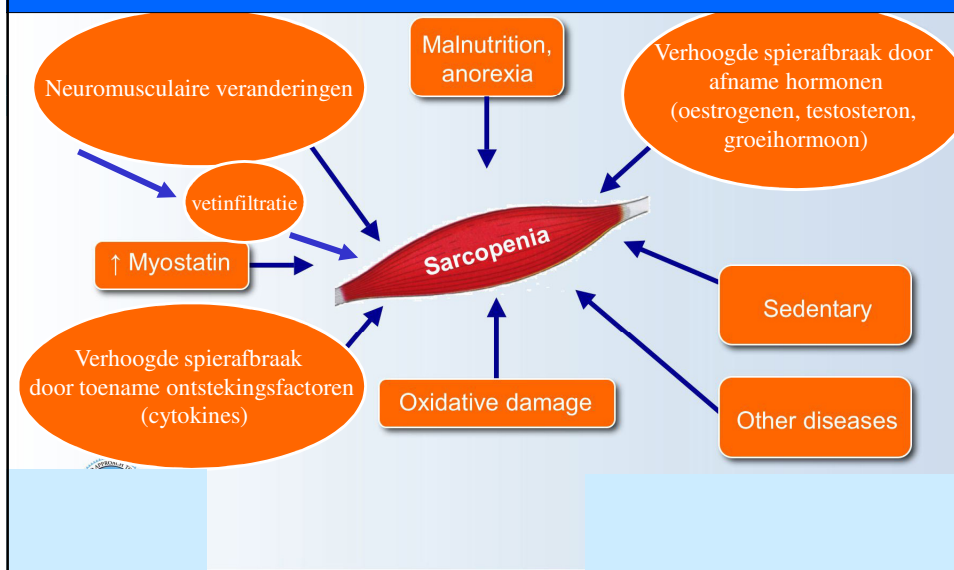 Neuromusculaire veranderingen
Malnutrition,
anorexia
Verhoogde spierafbraak door
afname hormonen
(oestrogenen, testosteron,
groeihormoon)
vetinfiltratie
↑ Myostatin
Sarcopenia
Sedentary
Verhoogde spierafbraak
door toename ontstekingsfactoren
(cytokines)
Oxidative damage
Other diseases